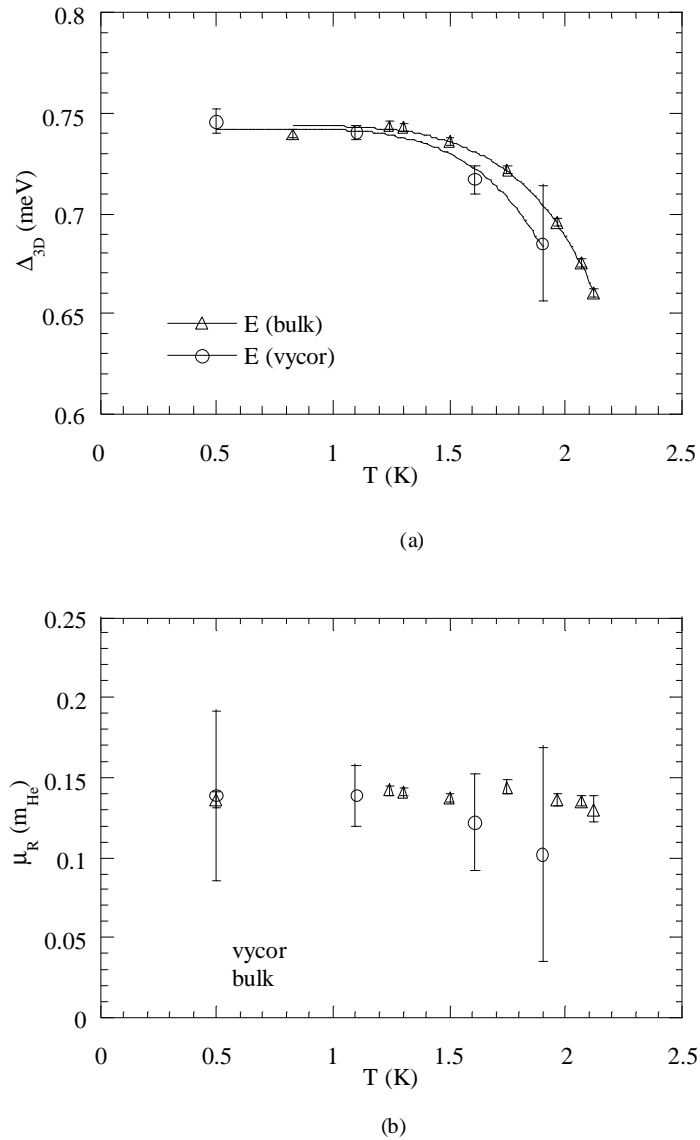 0.8
0.75
0.7
0.65
0.6
Δ3D (meV)
E (bulk)
E (vycor)
0 0.5 1 1.5 2 2.5
T (K)
(a)
0.25
0.2
0.15
0.1
0.05
0
μR (mHe)
vycor
bulk
0 0.5 1 1.5 2 2.5
T (K)
(b)